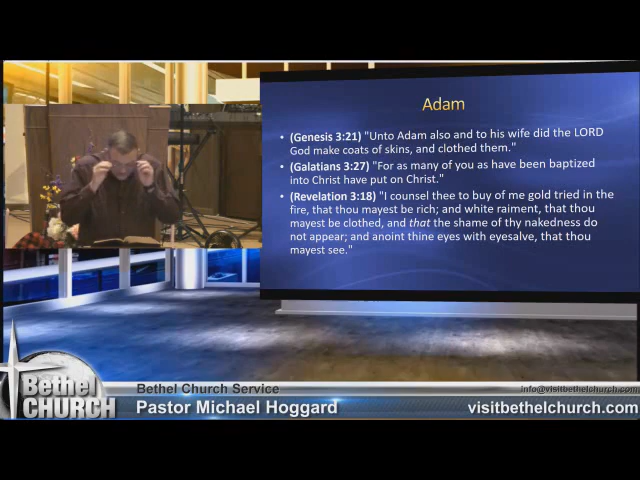 Adam
• (Genesis 3:21) "Unto Adam also and to his wife did the LORD
God make coats of skins, and clothed them."
• (Galatians 3:27) "For as many of you as have been baptized
into Christ have put on Christ."
• (Revelation 3:18) "I counsel thee to buy of me gold tried in the
fire, that thou mayest be rich; and white raiment, that thou
mayest be clothed, and that the shame of thy nakedness do
not appear; and anoint thine eyes with eyesalve, that thou
mayest see."
Bethel
CHURCH
Bethel Church Service
info@visitbethelchurch.com
Pastor Michael Hoggard
visitbethelchurch.com